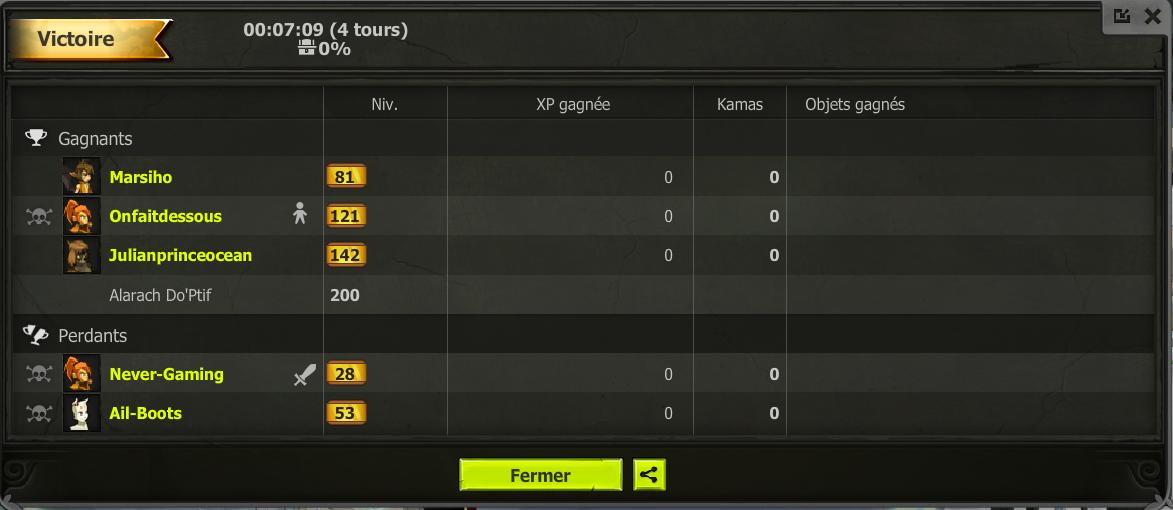 Victoire
00:07:09 (4 tours)
0%
Niv. XP gagnée Kamas Objets gagnés
Gagnants
Marsiho 81 0 0
Onfaitdessous 121 0 0
Julianprinceocean 142 0 0
Alarach Do'Ptif 200
Perdants
Never-Gaming 28 0 0
Ail-Boots 53 0 0
Fermer